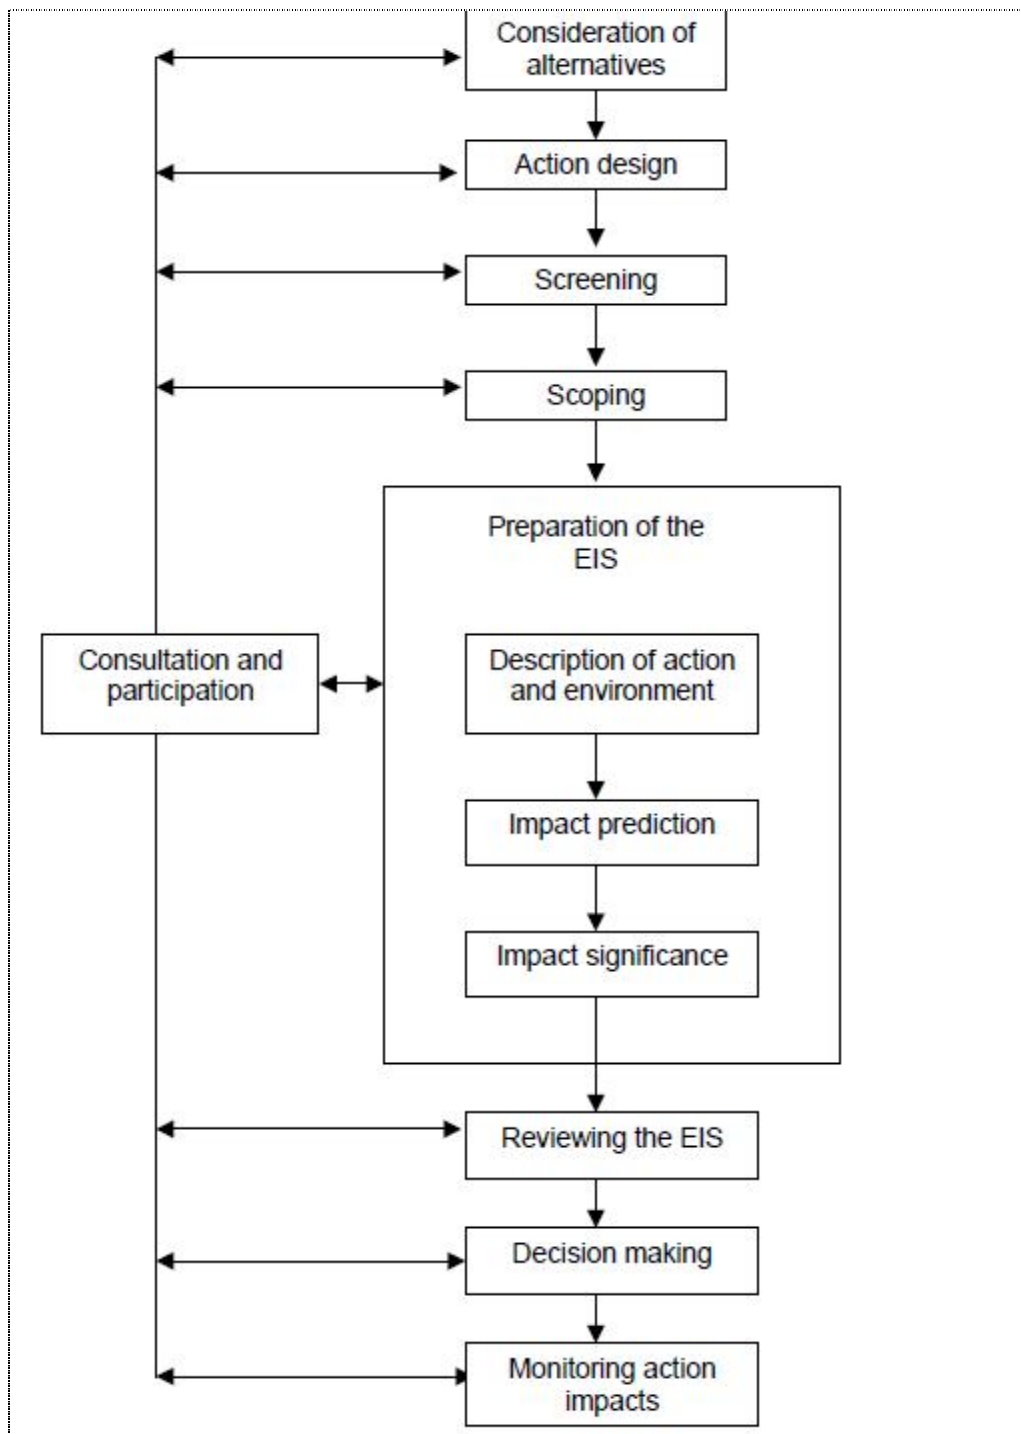 Consideration of
alternatives
Action design
Screening
Scoping
Preparation of the
EIS
Consultation and
participation
Description of action
and environment
Impact prediction
Impact significance
Reviewing the EIS
Decision making
Monitoring action
impacts